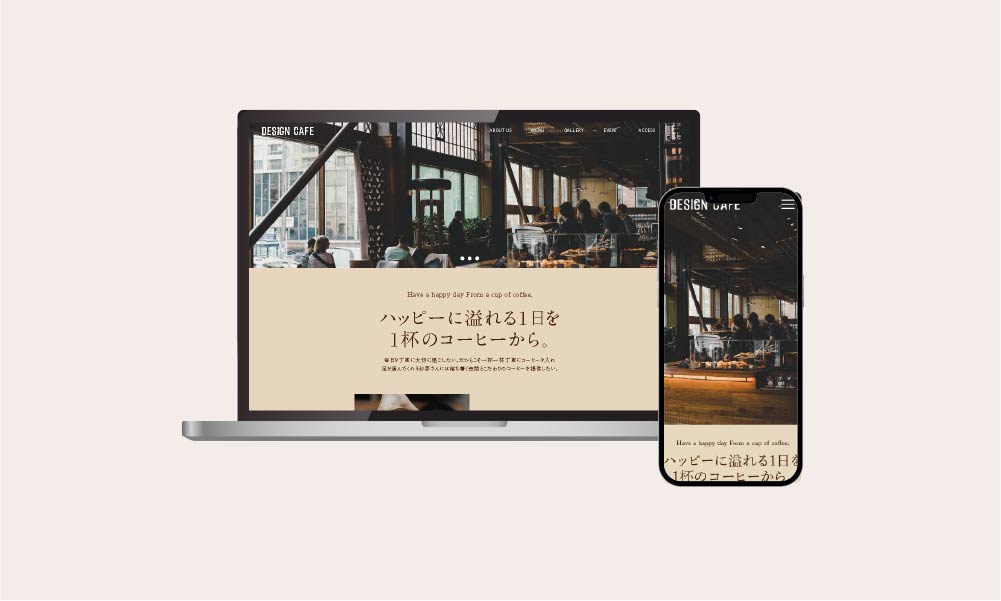 DESIGN CAFE
ABOUT US MENU GALLERY EVENT ACCESS
Have a happy day From a cup of coffee.
ハッピーに溢れる1日を
1杯のコーヒーから。
DESIGN CAFE
Have a happy day From a cup of coffee.
ハッピーに溢れる1日を
1杯のコーヒーから